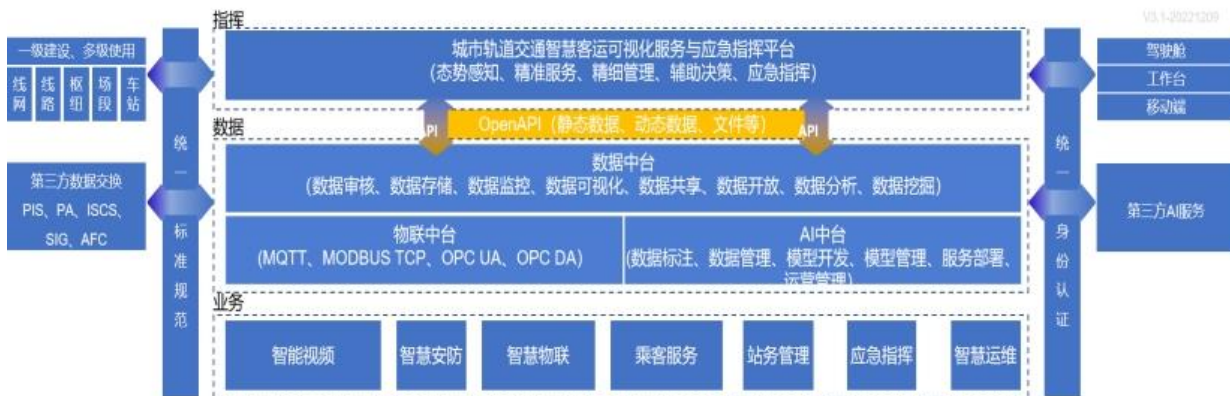 V3.1-20221209
指挥
一级建设、多级使用
线网
线路
枢纽
场段
车站
城市轨道交通智慧客运可视化服务与应急指挥平台
(态势感知、精准服务、精细管理、辅助决策、应急指挥)
驾驶舱
工作台
移动端
数据
API
OpenAPI（静态数据、动态数据、文件等）
API
统一标准规范
统一身份认证
第三方数据交换
PIS、PA、ISCS、
SIG、AFC
数据中台
(数据审核、数据存储、数据监控、数据可视化、数据共享、数据开放、数据分析、数据挖掘)
第三方AI服务
物联中台
(MQTT、MODBUS TCP、OPC UA、OPC DA)
AI中台
(数据标注、数据管理、模型开发、模型管理、服务部署、
运营管理)
业务
智能视频
智慧安防
智慧物联
乘客服务
站务管理
应急指挥
智慧运维